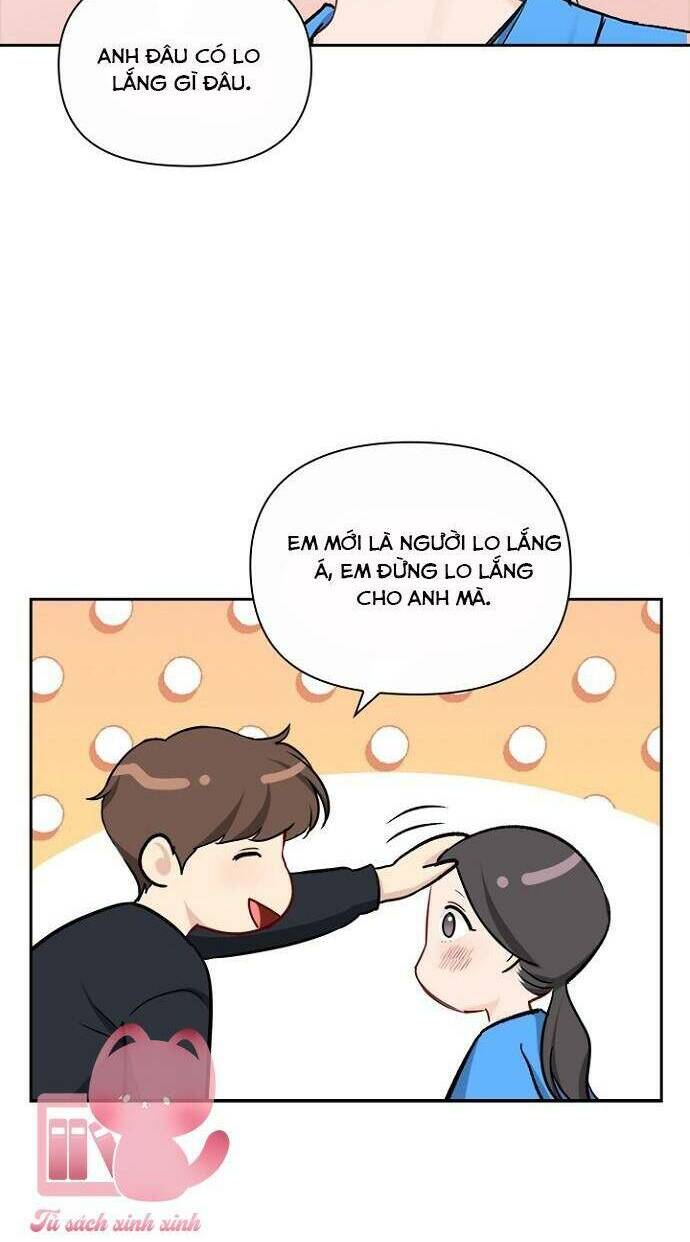 ANH ĐÂU CÓ LO
LẮNG GÌ ĐÂU.
EM MỚI LÀ NGƯỜI LO LẮNG
Á, EM ĐỪNG LO LẮNG
CHO ANH MÀ.
Tủ sách xinh xinh